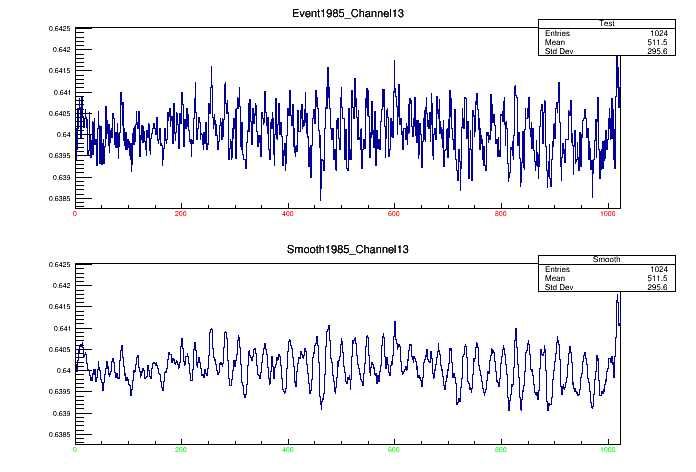 Event1985_Channel13
Test
Entries 1024
Mean 511.5
Std Dev 295.6
0.6425
0.642
0.6415
0.641
0.6405
0.64
0.6395
0.639
0.6385
0 200 400 600 800 1000
Smooth1985_Channel13
Smooth
Entries 1024
Mean 511.5
Std Dev 295.6
0.6425
0.642
0.6415
0.641
0.6405
0.64
0.6395
0.639
0.6385
0 200 400 600 800 1000